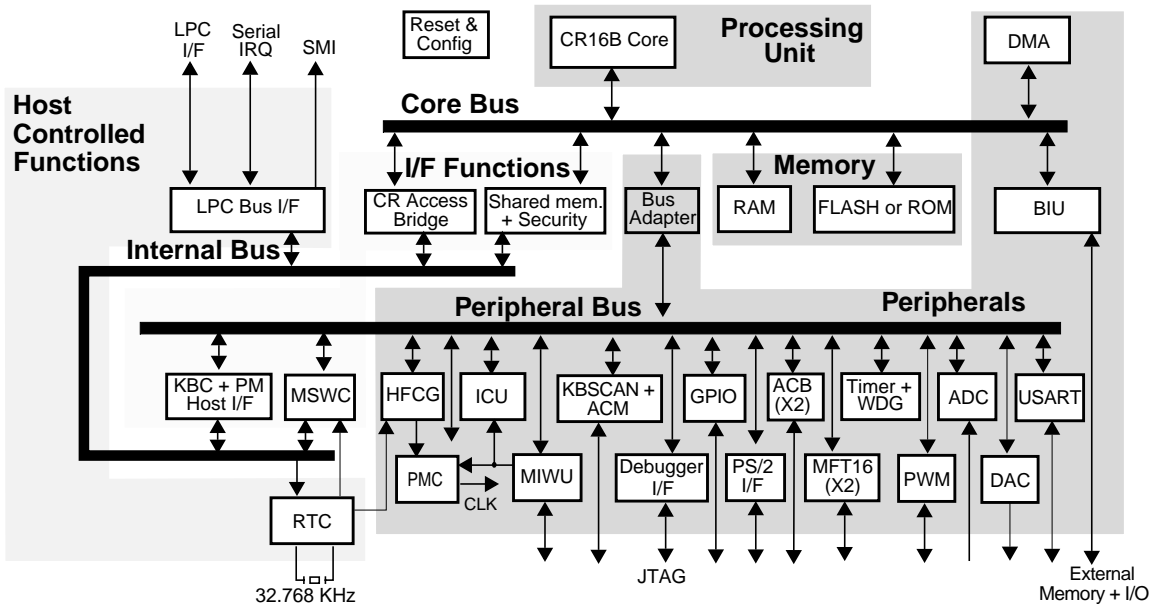 LPC
I/F
Serial
IRQ
SMI
Reset &
Config
CR16B Core
Processing
Unit
DMA
Host
Controlled
Functions
Core Bus
I/F Functions
Memory
LPC Bus I/F
CR Access
Bridge
Shared mem.
+ Security
Bus
Adapter
RAM
FLASH or ROM
BIU
Internal Bus
Peripheral Bus
Peripherals
KBC + PM
Host I/F
MSWC
HFCG
ICU
KBSCAN +
ACM
GPIO
ACB
(X2)
Timer +
WDG
ADC
USART
PMC
CLK
MIWU
Debugger
I/F
PS/2
I/F
MFT16
(X2)
PWM
DAC
RTC
32.768 KHz
JTAG
External
Memory + I/O